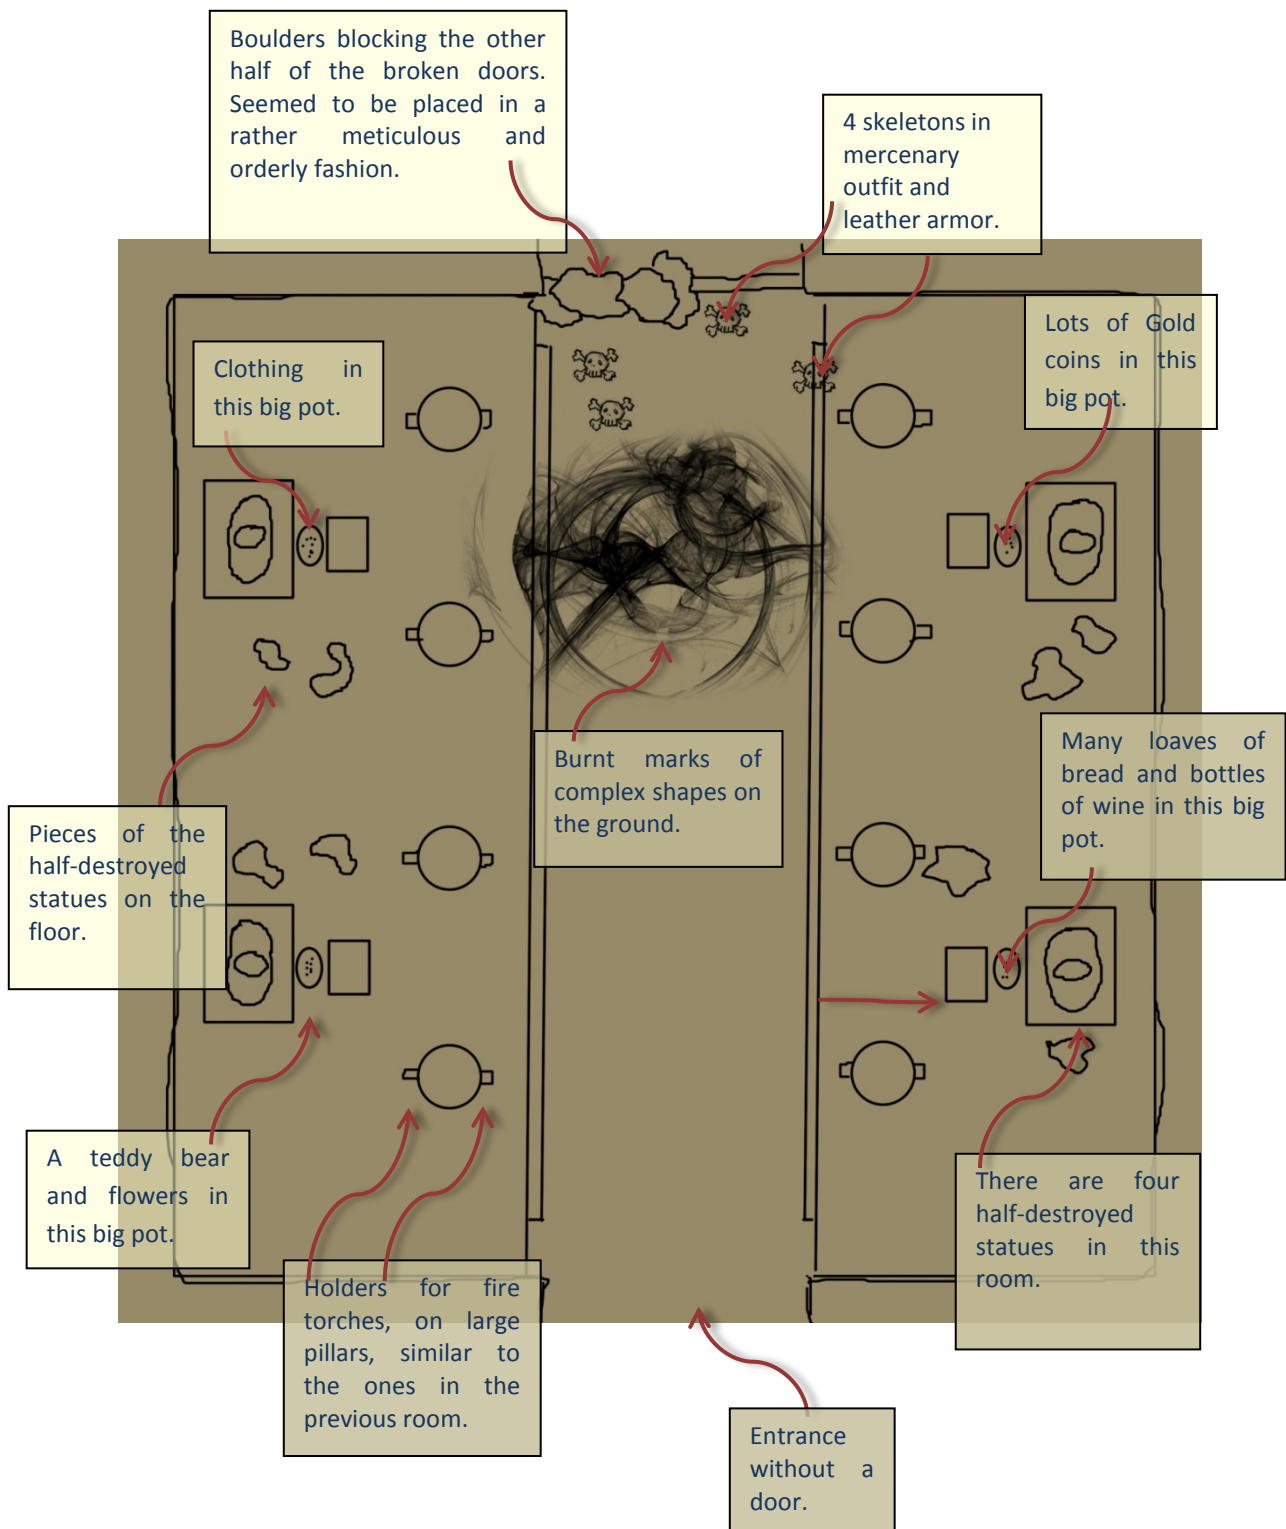 Boulders blocking the other
half of the broken doors.
Seemed to be placed in a
rather meticulous and
orderly fashion.
4 skeletons in
mercenary
outfit and
leather armor.
Clothing in
this big pot.
Lots of Gold
coins in this
big pot.
Burnt marks of
complex shapes on
the ground.
Many loaves of
bread and bottles
of wine in this big
pot.
Pieces of the
half-destroyed
statues on the
floor.
A teddy bear
and flowers in
this big pot.
There are four
half-destroyed
statues in this
room.
Holders for fire
torches, on large
pillars, similar to
the ones in the
previous room.
Entrance
without a
door.